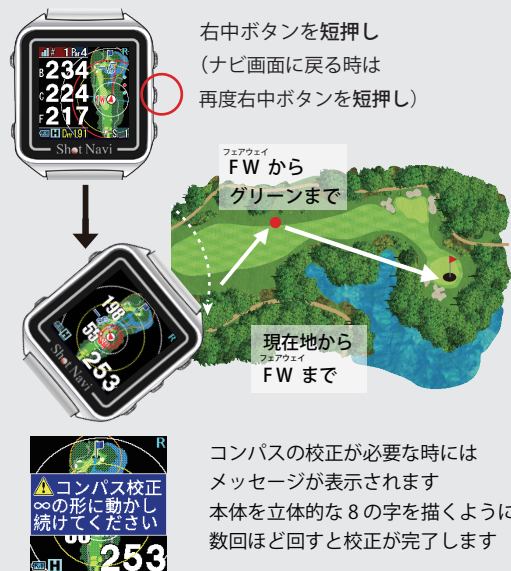 右中ボタンを短押し
（ナビ画面に戻る時は
再度右中ボタンを短押し）
# 1 Par4 R
B 234
C 224
F 217
H
S 1
Shot Navi
フェアウェイ
FW から
グリーンまで
現在地から
フェアウェイ
FW まで
198
55
253
H
R
Shot Navi
R
⚠コンパス校正
∞の形に動かし
続けてください
253
H
コンパスの校正が必要な時には
メッセージが表示されます
本体を立体的な 8 の字を描くように
数回ほど回すと校正が完了します